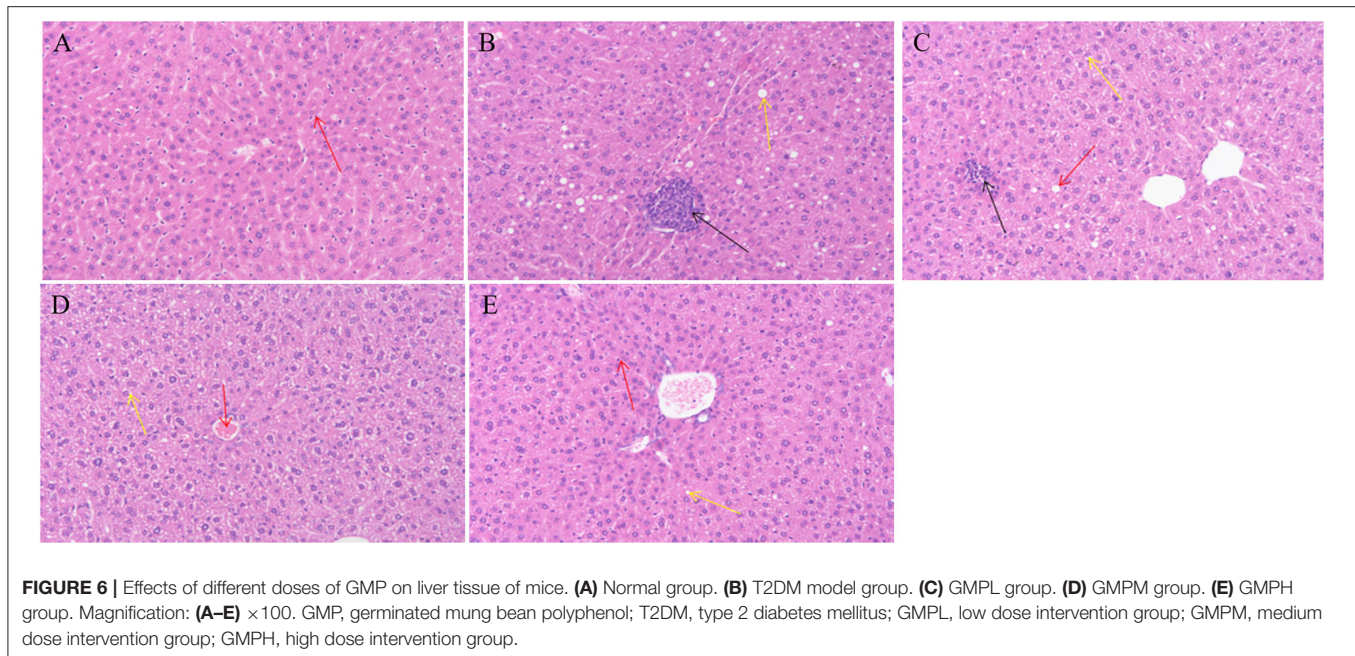 A
B
C
D
E
FIGURE 6 | Effects of different doses of GMP on liver tissue of mice. (A) Normal group. (B) T2DM model group. (C) GMPL group. (D) GMPM group. (E) GMPH
group. Magnification: (A–E) ×100. GMP, germinated mung bean polyphenol; T2DM, type 2 diabetes mellitus; GMPL, low dose intervention group; GMPM, medium
dose intervention group; GMPH, high dose intervention group.